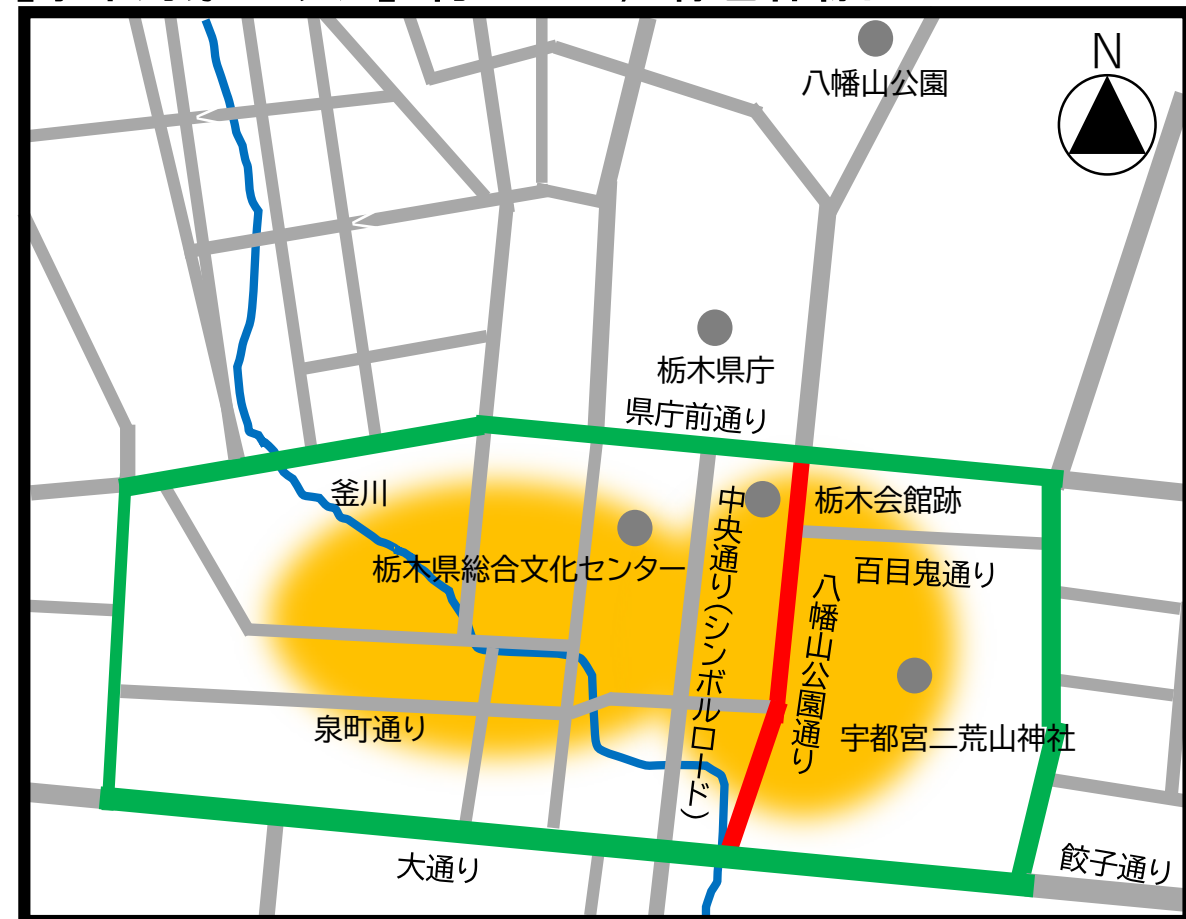 N
八幡山公園
栃木県庁
県庁前通り
釜川
栃木会館跡
栃木県総合文化センター
百目鬼通り
中央通り(シンボルロード)
八幡山公園通り
宇都宮二荒山神社
泉町通り
大通り
餃子通り